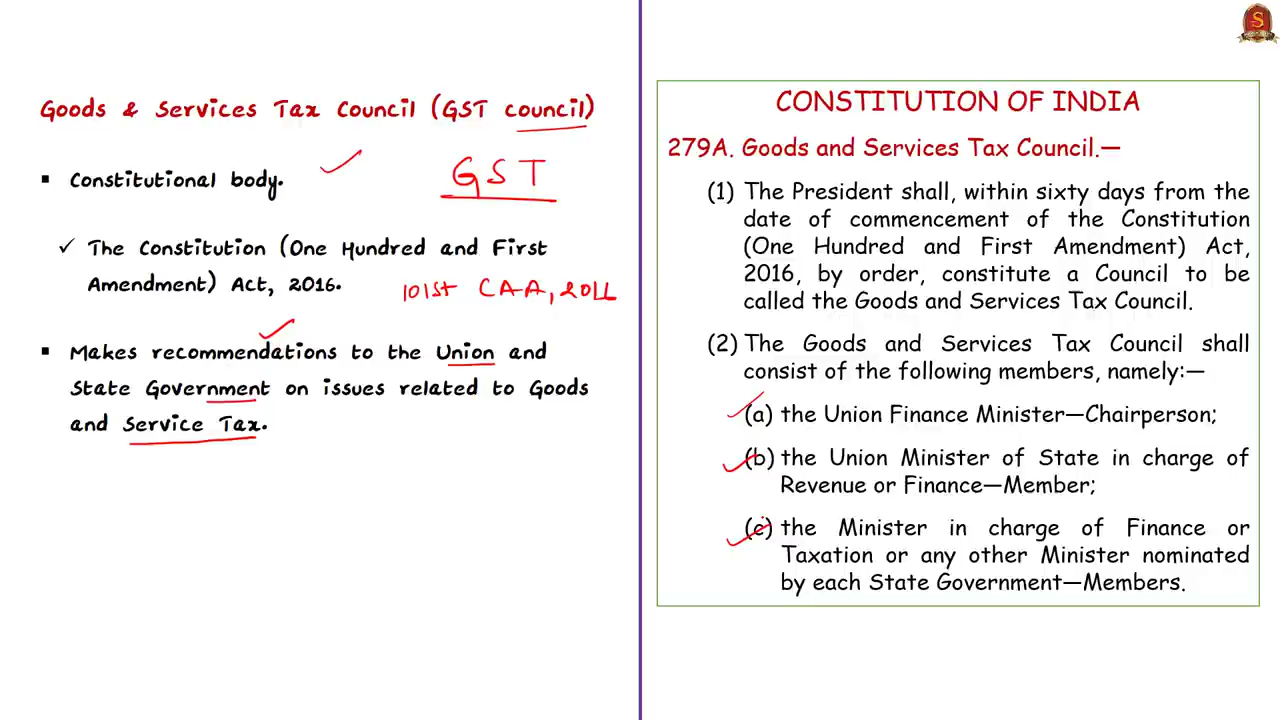 Goods & Services Tax Council (GST council)
▪ Constitutional body.
GST
✓ The Constitution (One Hundred and First
Amendment) Act, 2016.
101st CAA, 2016
▪ Makes recommendations to the Union and
State Government on issues related to Goods
and Service Tax.
CONSTITUTION OF INDIA
279A. Goods and Services Tax Council.—
(1) The President shall, within sixty days from the
date of commencement of the Constitution
(One Hundred and First Amendment) Act,
2016, by order, constitute a Council to be
called the Goods and Services Tax Council.
(2) The Goods and Services Tax Council shall
consist of the following members, namely:—
(a) the Union Finance Minister—Chairperson;
(b) the Union Minister of State in charge of
Revenue or Finance—Member;
(c) the Minister in charge of Finance or
Taxation or any other Minister nominated
by each State Government—Members.